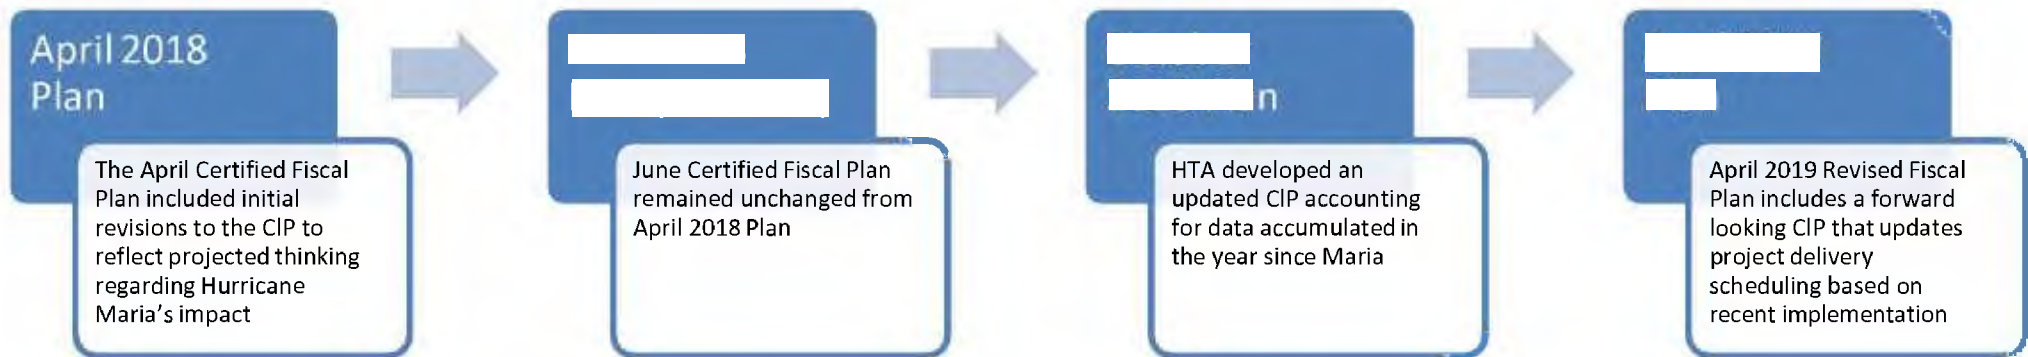 April 2018
Plan
The April Certified Fiscal
Plan included initial
revisions to the CIP to
reflect projected thinking
regarding Hurricane
Maria's impact
June Certified Fiscal Plan
remained unchanged from
April 2018 Plan
n
HTA developed an
updated CIP accounting
for data accumulated in
the year since Maria
April 2019 Revised Fiscal
Plan includes a forward
looking CIP that updates
project delivery
scheduling based on
recent implementation